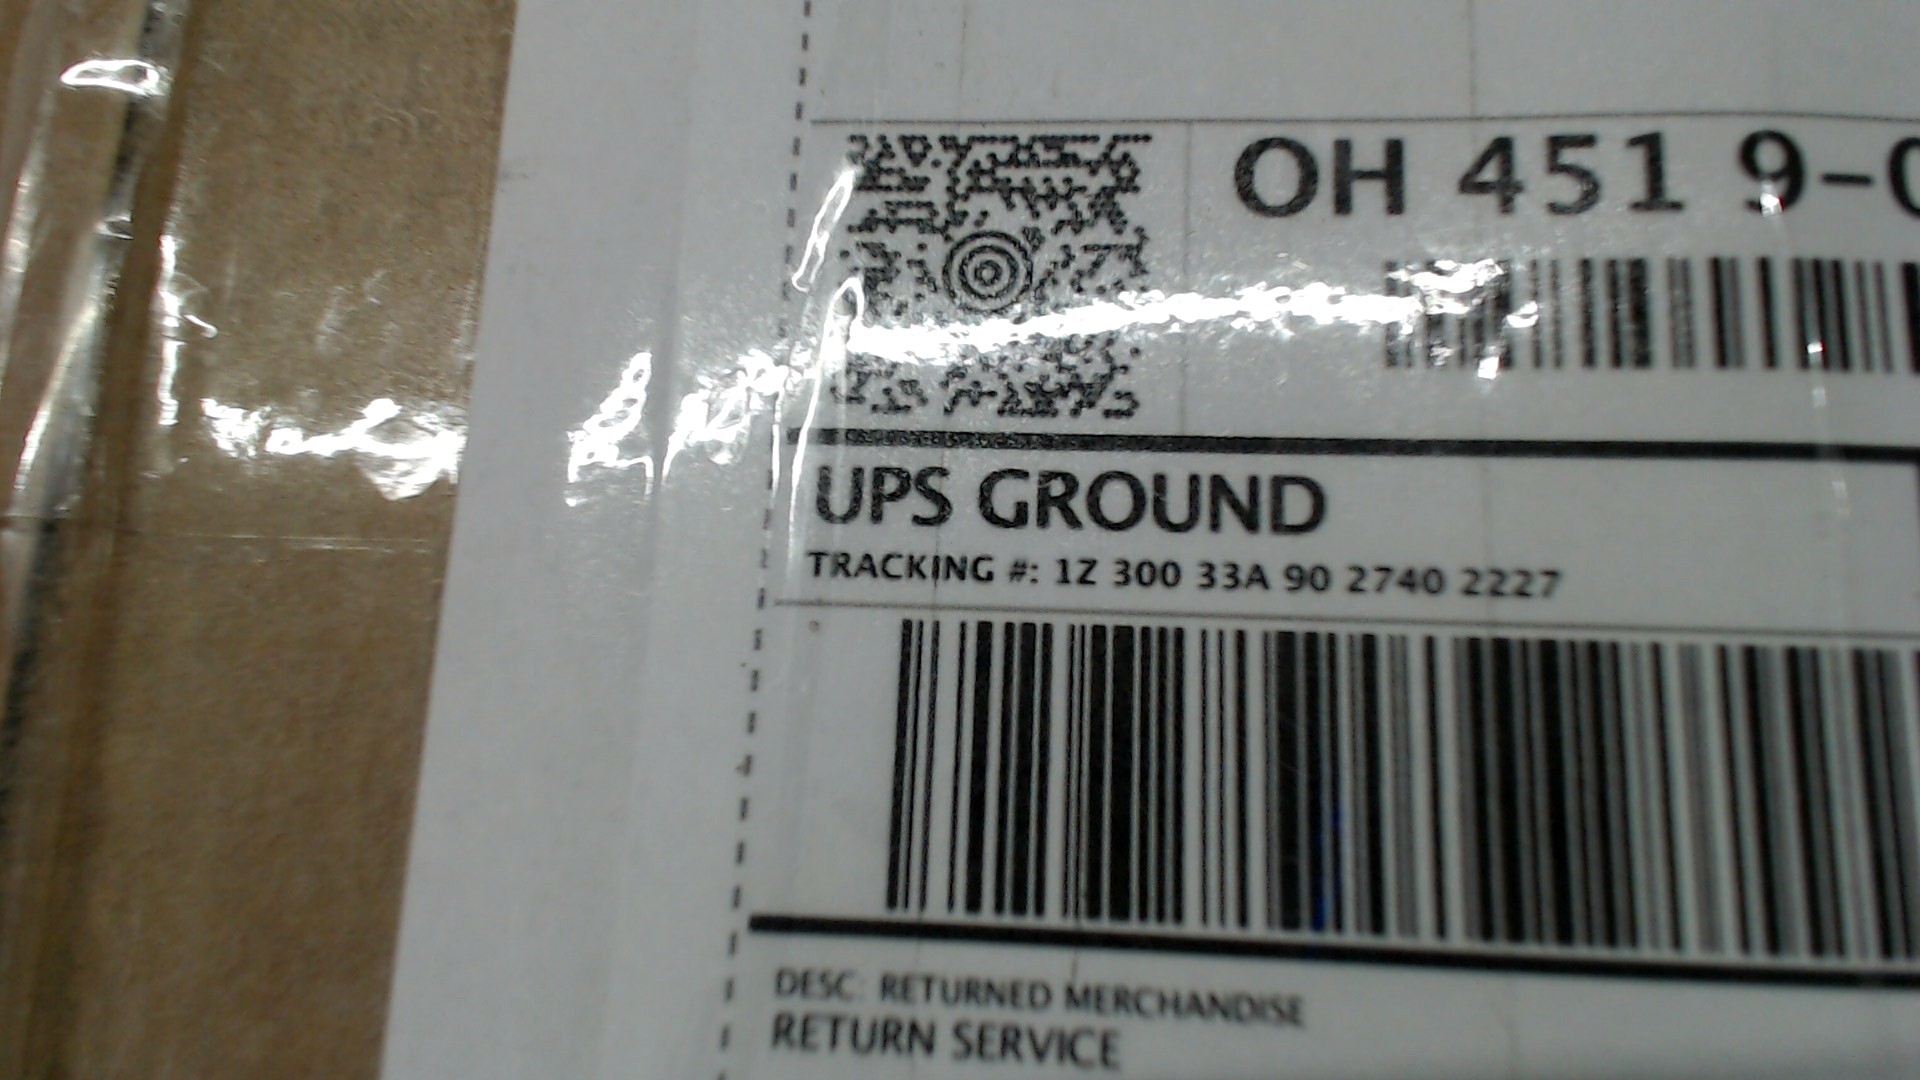 OH 451 9-0
UPS GROUND
TRACKING #: 1Z 300 33A 90 2740 2227
DESC: RETURNED MERCHANDISE
RETURN SERVICE